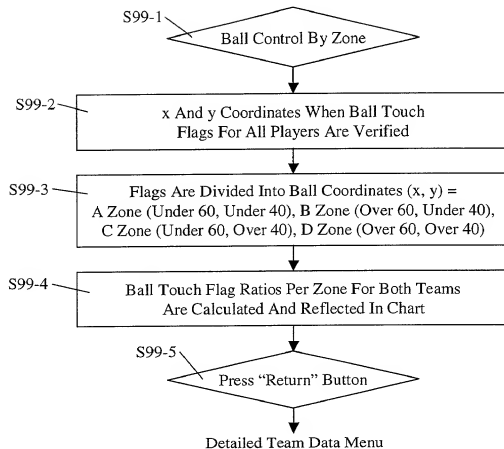 S99-1
Ball Control By Zone
S99-2
x And y Coordinates When Ball Touch
Flags For All Players Are Verified
S99-3
Flags Are Divided Into Ball Coordinates (x, y) =
A Zone (Under 60, Under 40), B Zone (Over 60, Under 40),
C Zone (Under 60, Over 40), D Zone (Over 60, Over 40)
S99-4
Ball Touch Flag Ratios Per Zone For Both Teams
Are Calculated And Reflected In Chart
S99-5
Press “Return” Button
Detailed Team Data Menu